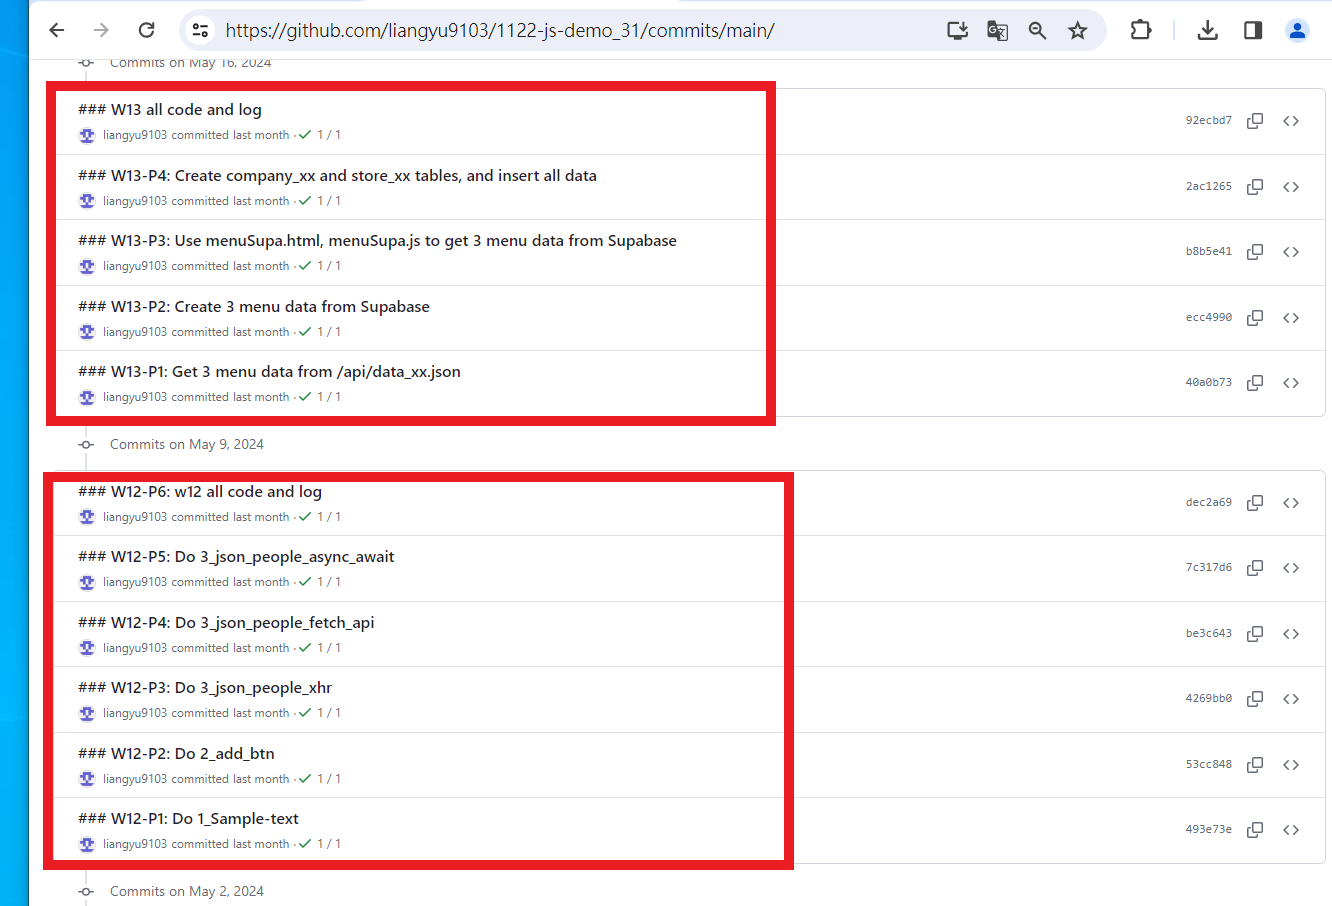 https://github.com/liangyu9103/1122-js-demo_31/commits/main/
Commits on May 16, 2024
### W13 all code and log
92ecbd7
liangyu9103 committed last month · 1 / 1
### W13-P4: Create company_xx and store_xx tables, and insert all data
2ac1265
liangyu9103 committed last month · 1 / 1
### W13-P3: Use menuSupa.html, menuSupa.js to get 3 menu data from Supabase
b8b5e41
liangyu9103 committed last month · 1 / 1
### W13-P2: Create 3 menu data from Supabase
ecc4990
liangyu9103 committed last month · 1 / 1
### W13-P1: Get 3 menu data from /api/data_xx.json
40a0b73
liangyu9103 committed last month · 1 / 1
Commits on May 9, 2024
### W12-P6: w12 all code and log
dec2a69
liangyu9103 committed last month · 1 / 1
### W12-P5: Do 3_json_people_async_await
7c317d6
liangyu9103 committed last month · 1 / 1
### W12-P4: Do 3_json_people_fetch_api
be3c643
liangyu9103 committed last month · 1 / 1
### W12-P3: Do 3_json_people_xhr
4269bb0
liangyu9103 committed last month · 1 / 1
### W12-P2: Do 2_add_btn
53cc848
liangyu9103 committed last month · 1 / 1
### W12-P1: Do 1_Sample-text
493e73e
liangyu9103 committed last month · 1 / 1
Commits on May 2, 2024